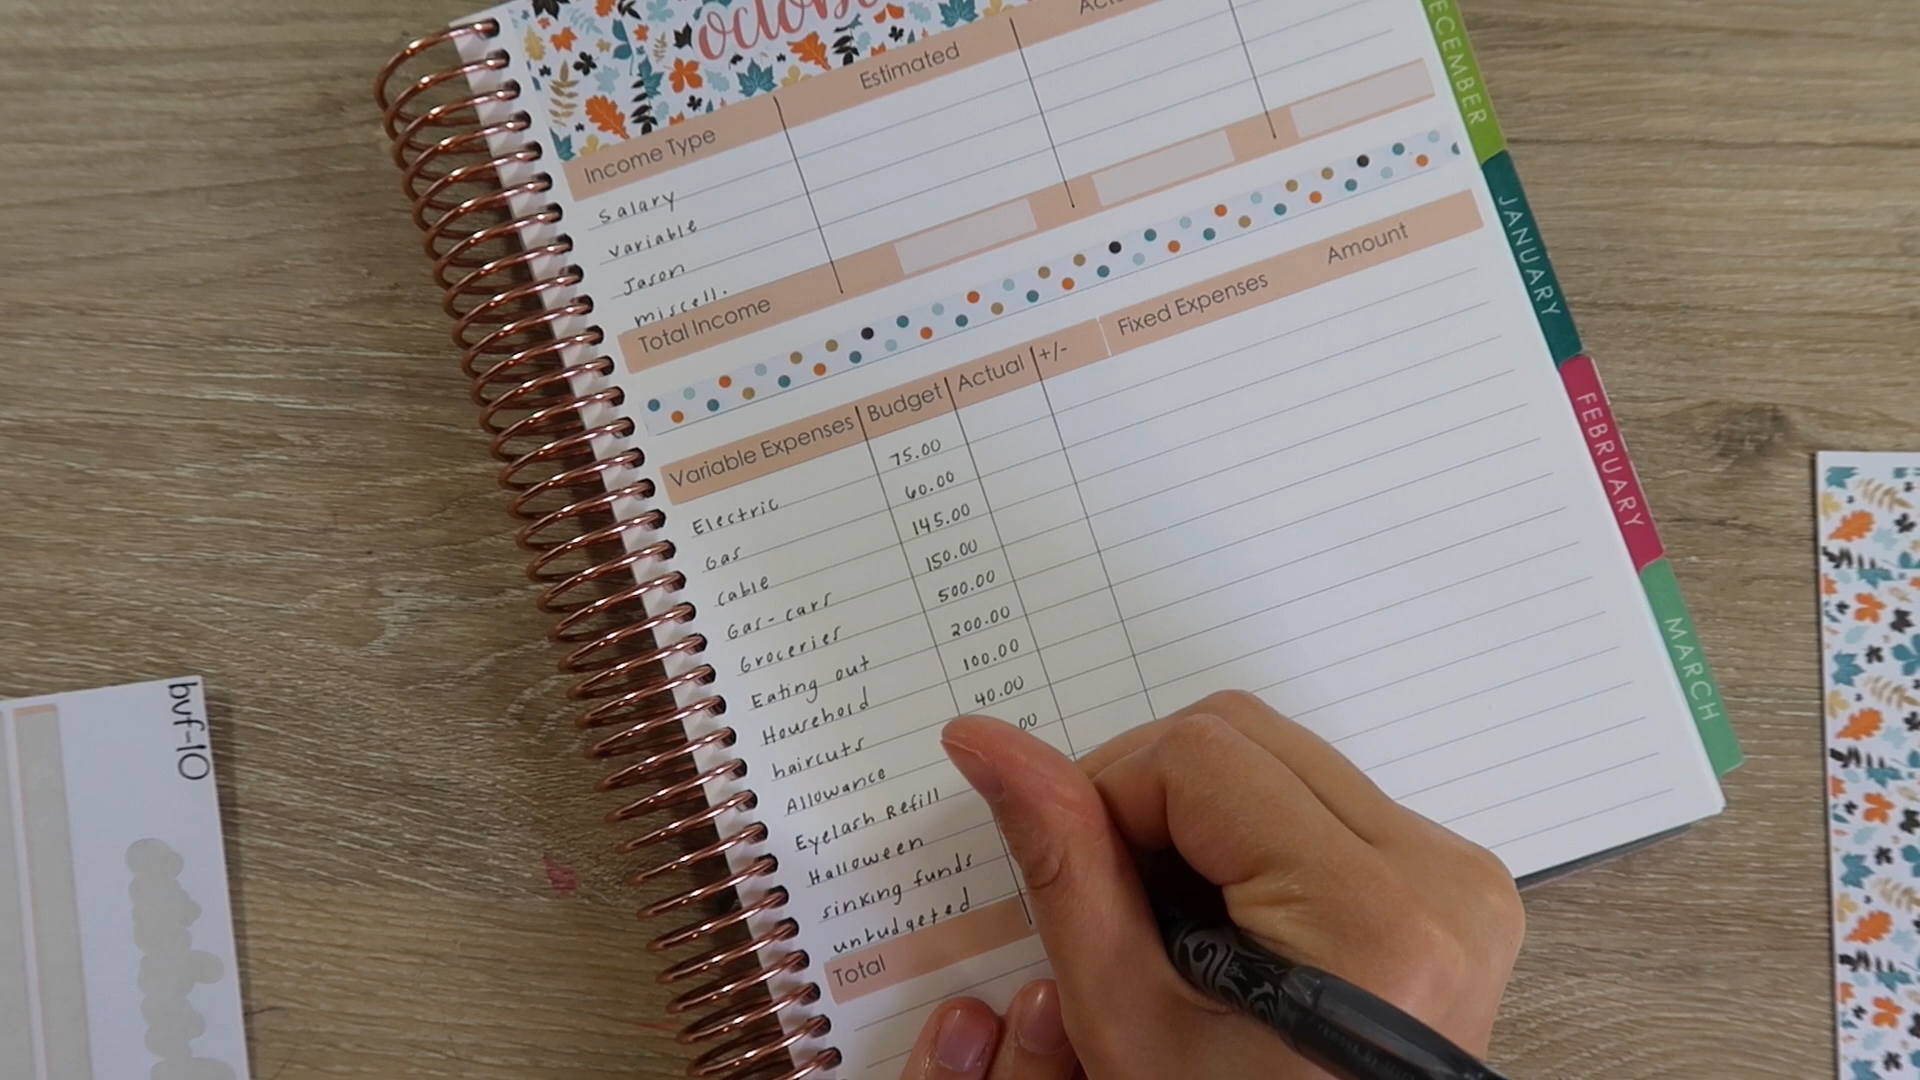 Estimated
Income Type
salary
variable
Jason
miscell.
Total Income
Variable Expenses Budget Actual +/- Fixed Expenses Amount
Electric 75.00
Gas 60.00
cable 145.00
Gas-cars 150.00
Groceries 500.00
Eating out 200.00
Household 100.00
haircuts 40.00
Allowance
Eyelash Refill
Halloween
sinking funds
unbudgeted
Total
JANUARY
FEBRUARY
MARCH
bvf-10